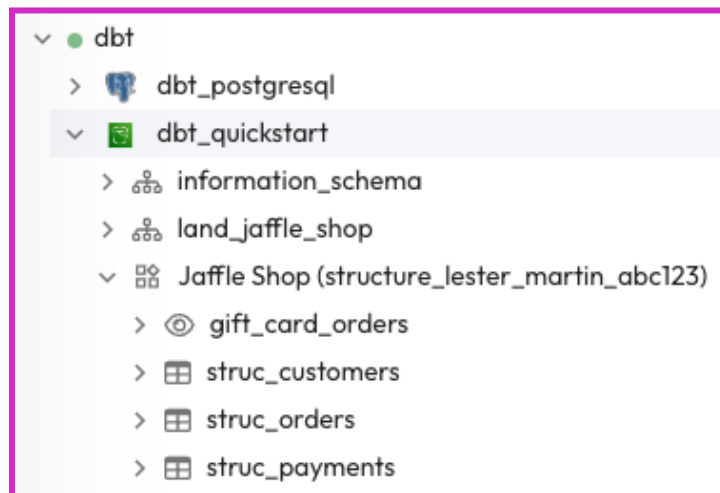 dbt
dbt_postgresql
dbt_quickstart
information_schema
land_jaffle_shop
Jaffle Shop (structure_lester_martin_abc123)
gift_card_orders
struc_customers
struc_orders
struc_payments